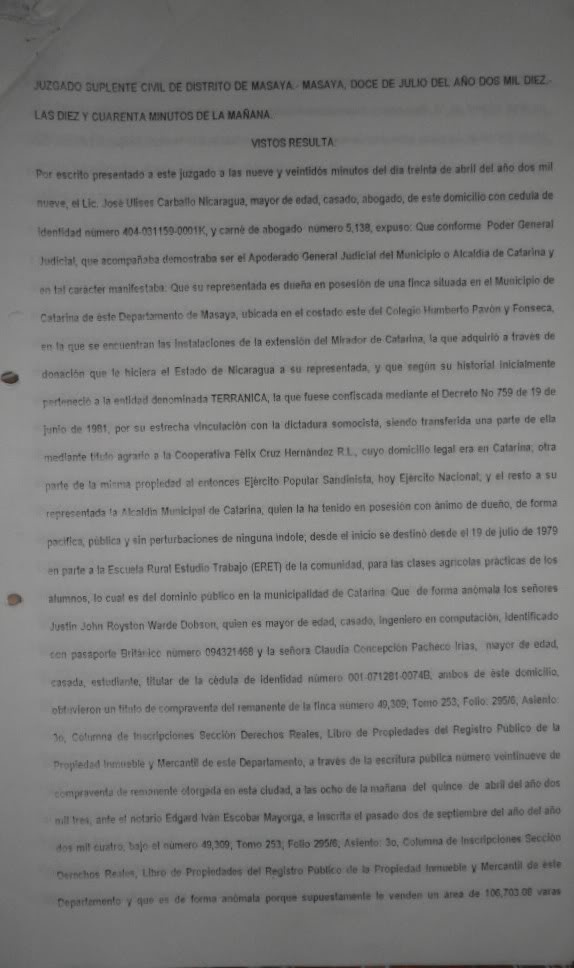 JUZGADO SUPLENTE CIVIL DE DISTRITO DE MASAYA.- MASAYA, DOCE DE JULIO DEL AÑO DOS MIL DIEZ.-
LAS DIEZ Y CUARENTA MINUTOS DE LA MAÑANA.
VISTOS RESULTA:
Por escrito presentado a este juzgado a las nueve y veintidós minutos del día treinta de abril del año dos mil
nueve, el Lic. José Ulises Carballo Nicaragua, mayor de edad, casado, abogado, de este domicilio con cedula de
identidad número 404-031159-0001K, y carné de abogado número 5,138, expuso: Que conforme Poder General
Judicial, que acompañaba demostraba ser el Apoderado General Judicial del Municipio o Alcaldía de Catarina y
en tal carácter manifestaba: Que su representada es dueña en posesión de una finca situada en el Municipio de
Catarina de éste Departamento de Masaya, ubicada en el costado este del Colegio Humberto Pavón y Fonseca,
en la que se encuentran las instalaciones de la extensión del Mirador de Catarina, la que adquirió a través de
donación que le hiciera el Estado de Nicaragua a su representada, y que según su historial inicialmente
perteneció a la entidad denominada TERRANICA, la que fuese confiscada mediante el Decreto No 759 de 19 de
junio de 1981, por su estrecha vinculación con la dictadura somocista, siendo transferida una parte de ella
mediante título agrario a la Cooperativa Félix Cruz Hernández R.L., cuyo domicilio legal era en Catarina; otra
parte de la misma propiedad al entonces Ejército Popular Sandinista, hoy Ejército Nacional; y el resto a su
representada la Alcaldía Municipal de Catarina, quien la ha tenido en posesión con ánimo de dueño, de forma
pacífica, pública y sin perturbaciones de ninguna índole; desde el inicio se destinó desde el 19 de julio de 1979
en parte a la Escuela Rural Estudio Trabajo (ERET) de la comunidad, para las clases agrícolas prácticas de los
alumnos, lo cual es del dominio público en la municipalidad de Catarina. Que de forma anómala los señores
Justin John Royston Warde Dobson, quien es mayor de edad, casado, ingeniero en computación, identificado
con pasaporte Británico número 094321468 y la señora Claudia Concepción Pacheco Irías, mayor de edad,
casada, estudiante, titular de la cédula de identidad número 001-071281-0074B, ambos de éste domicilio,
obtuvieron un título de compraventa del remanente de la finca número 49,309; Tomo 253; Folio: 295/6, Asiento:
3o, Columna de Inscripciones Sección Derechos Reales, Libro de Propiedades del Registro Público de la
Propiedad Inmueble y Mercantil de este Departamento, a través de la escritura pública número veintinueve de
compraventa de remanente otorgada en esta ciudad, a las ocho de la mañana del quince de abril del año dos
mil tres, ante el notario Edgard Iván Escobar Mayorga, e inscrita el pasado dos de septiembre del año del año
dos mil cuatro, bajo el número 49,309; Tomo 253; Folio 295/6; Asiento: 3o, Columna de Inscripciones Sección
Derechos Reales, Libro de Propiedades del Registro Público de la Propiedad Inmueble y Mercantil de este
Departamento y que es de forma anómala porque supuestamente le venden un área de 106,703.08 varas